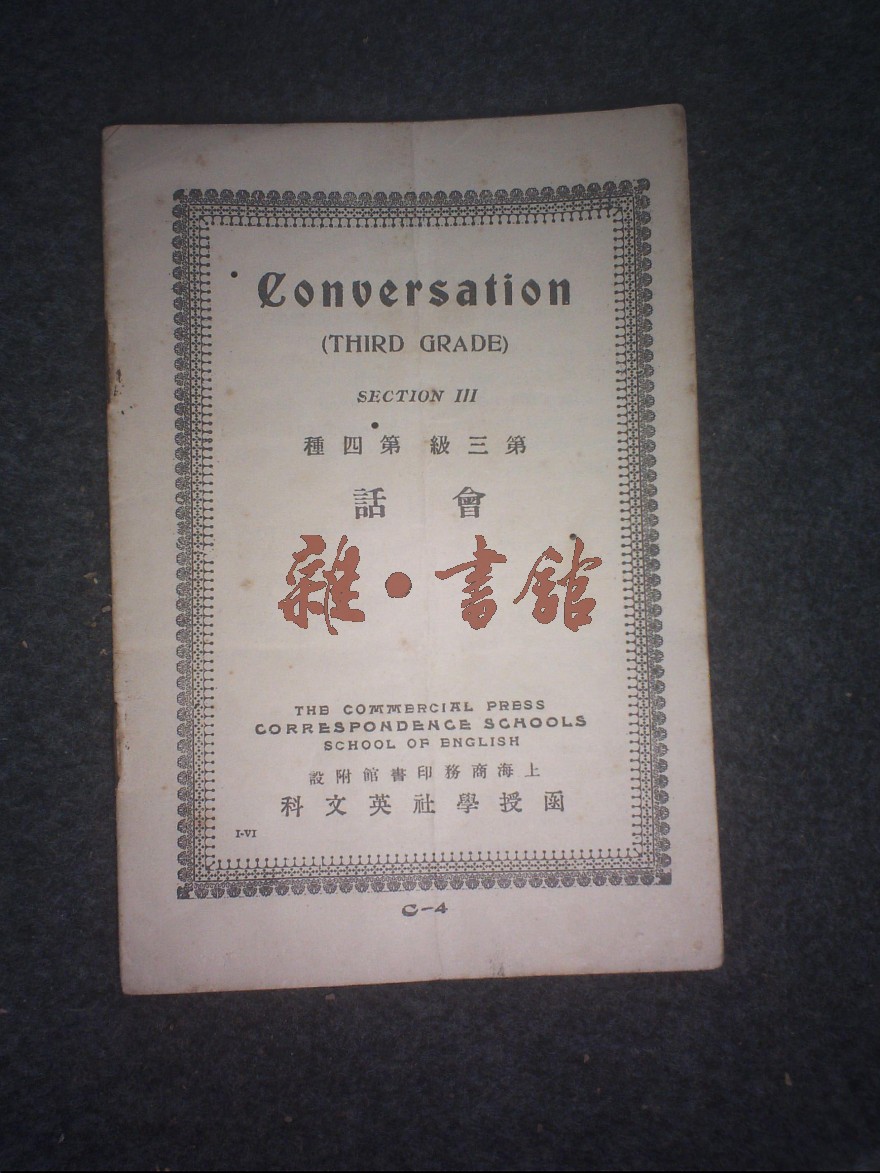 Conversation
(THIRD GRADE)
SECTION III
第三級 第四種
會話
雜·書館
THE COMMERCIAL PRESS
CORRESPONDENCE SCHOOLS
SCHOOL OF ENGLISH
上海商務印書館附設
函授學社英文科
I-VI
C-4